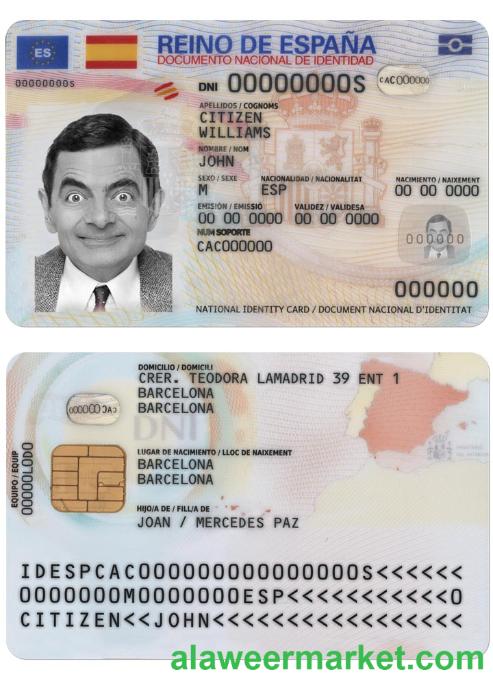 ES
REINO DE ESPAÑA
DOCUMENTO NACIONAL DE IDENTIDAD
00000000S
DNI 00000000S
CAC000000
APELLIDOS / COGNOMS
CITIZEN
WILLIAMS
NOMBRE / NOM
JOHN
SEXO / SEXE NACIONALIDAD / NACIONALITAT NACIMIENTO / NAIXEMENT
M ESP 00 00 0000
EMISIÓN / EMISSIÓ VALIDEZ / VALIDESA
00 00 0000 00 00 0000
NUM SOPORTE
CAC000000
000000
000000
NATIONAL IDENTITY CARD / DOCUMENT NACIONAL D'IDENTITAT
DOMICILIO / DOMICILI
CRER. TEODORA LAMADRID 39 ENT 1
BARCELONA
BARCELONA
CAC000000
DNI
LUGAR DE NACIMIENTO / LLOC DE NAIXEMENT
BARCELONA
BARCELONA
EQUIPO / EQUIP
00000L0D0
HIJO/A DE / FILL/A DE
JOAN / MERCEDES PAZ
IDESPCAC000000000000000S<<<<<<
0000000M0000000ESP<<<<<<<<<<<0
CITIZEN<<JOHN<<<<<<<<<<<<<<<<<
alaweermarket.com